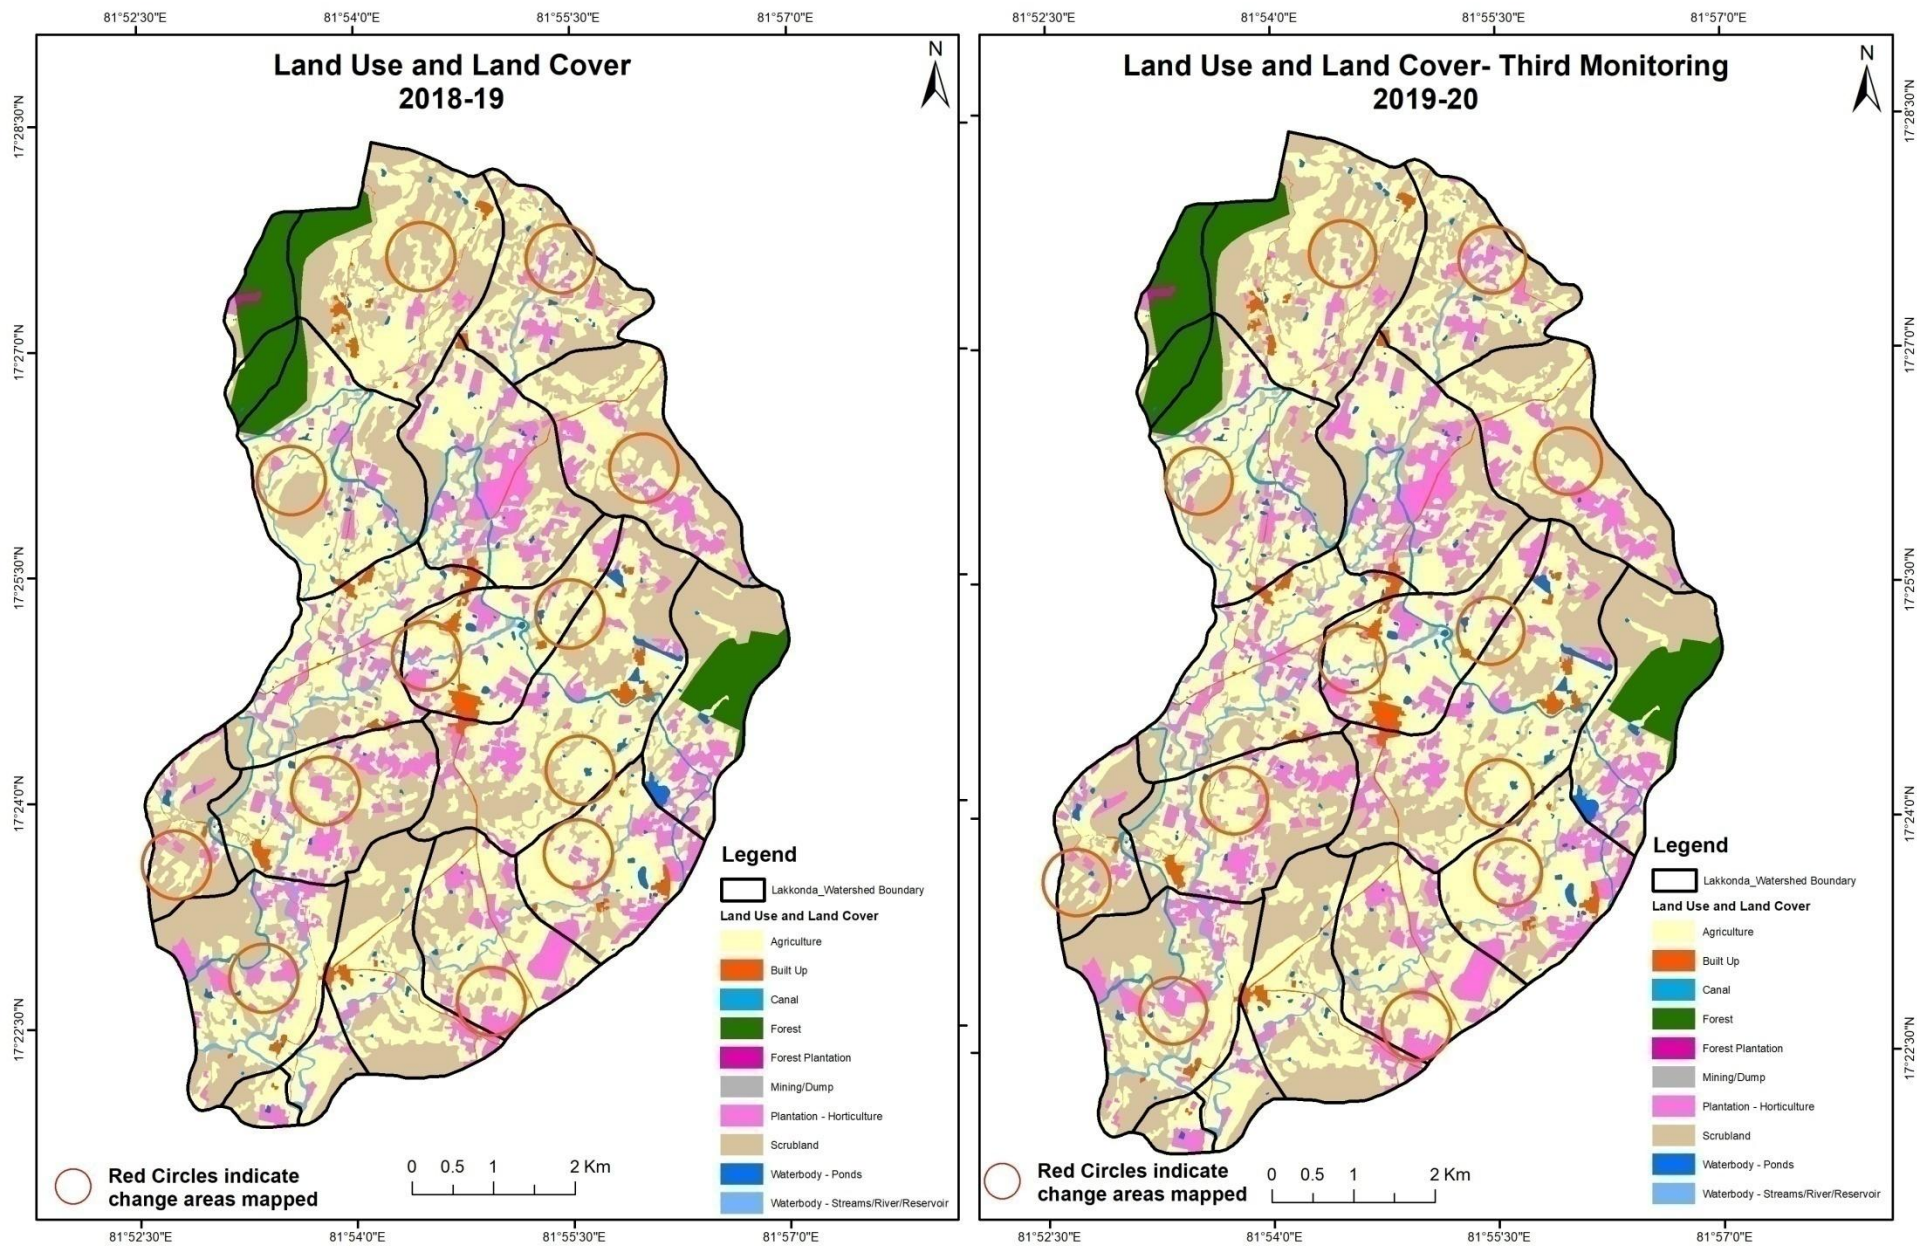 81°52'30"E 81°54'0"E 81°55'30"E 81°57'0"E
17°28'30"N
17°27'0"N
17°25'30"N
17°24'0"N
17°22'30"N
Land Use and Land Cover
2018-19
N
Legend
Lakkonda_Watershed Boundary
Land Use and Land Cover
Agriculture
Built Up
Canal
Forest
Forest Plantation
Mining/Dump
Plantation - Horticulture
Scrubland
Waterbody - Ponds
Waterbody - Streams/River/Reservoir
Red Circles indicate
change areas mapped
0 0.5 1 2 Km
81°52'30"E 81°54'0"E 81°55'30"E 81°57'0"E
81°52'30"E 81°54'0"E 81°55'30"E 81°57'0"E
Land Use and Land Cover- Third Monitoring
2019-20
N
17°28'30"N
17°27'0"N
17°25'30"N
17°24'0"N
17°22'30"N
Legend
Lakkonda_Watershed Boundary
Land Use and Land Cover
Agriculture
Built Up
Canal
Forest
Forest Plantation
Mining/Dump
Plantation - Horticulture
Scrubland
Waterbody - Ponds
Waterbody - Streams/River/Reservoir
Red Circles indicate
change areas mapped
0 0.5 1 2 Km
81°52'30"E 81°54'0"E 81°55'30"E 81°57'0"E